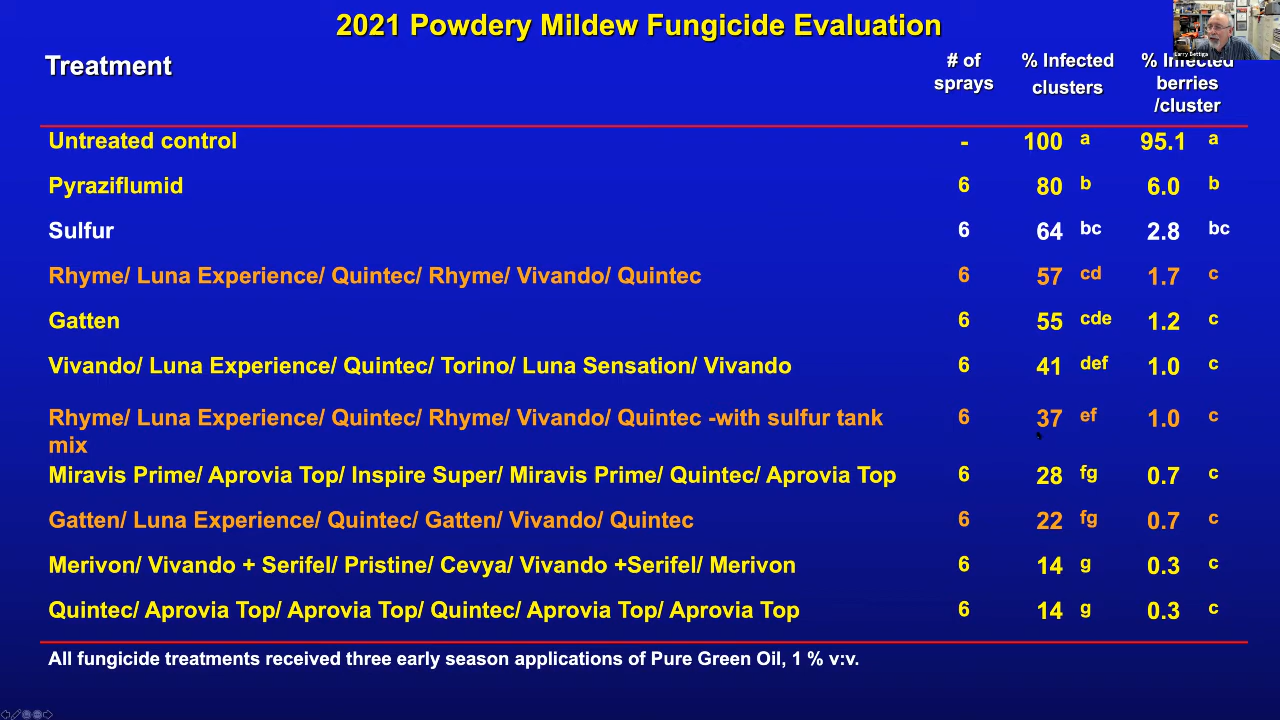 2021 Powdery Mildew Fungicide Evaluation
Larry Bettiga
Treatment
# of sprays
% Infected clusters
% Infected berries /cluster
Untreated control - 100 a 95.1 a
Pyraziflumid 6 80 b 6.0 b
Sulfur 6 64 bc 2.8 bc
Rhyme/ Luna Experience/ Quintec/ Rhyme/ Vivando/ Quintec 6 57 cd 1.7 c
Gatten 6 55 cde 1.2 c
Vivando/ Luna Experience/ Quintec/ Torino/ Luna Sensation/ Vivando 6 41 def 1.0 c
Rhyme/ Luna Experience/ Quintec/ Rhyme/ Vivando/ Quintec -with sulfur tank 6 37 ef 1.0 c
mix
Miravis Prime/ Aprovia Top/ Inspire Super/ Miravis Prime/ Quintec/ Aprovia Top 6 28 fg 0.7 c
Gatten/ Luna Experience/ Quintec/ Gatten/ Vivando/ Quintec 6 22 fg 0.7 c
Merivon/ Vivando + Serifel/ Pristine/ Cevya/ Vivando +Serifel/ Merivon 6 14 g 0.3 c
Quintec/ Aprovia Top/ Aprovia Top/ Quintec/ Aprovia Top/ Aprovia Top 6 14 g 0.3 c
All fungicide treatments received three early season applications of Pure Green Oil, 1 % v:v.